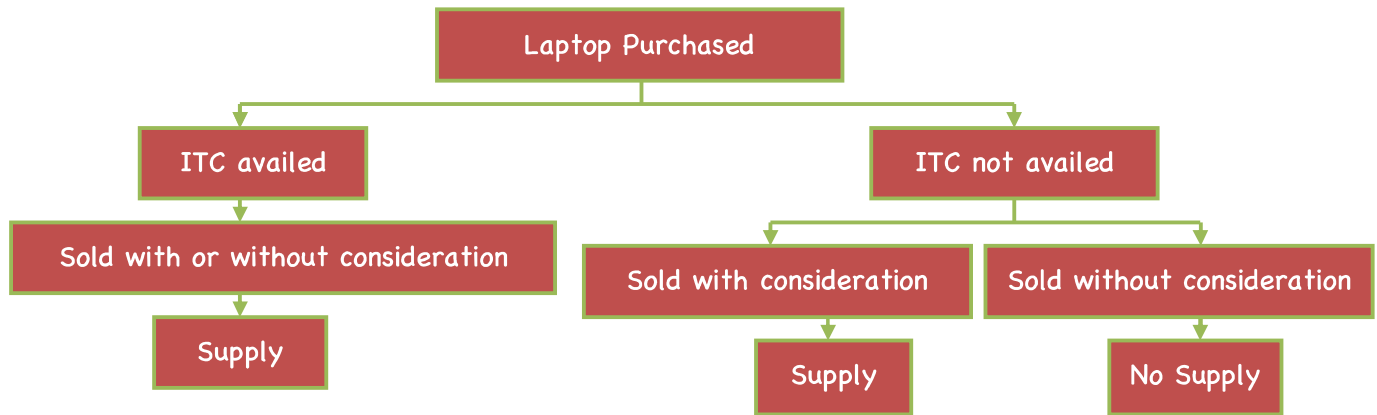 Laptop Purchased
ITC availed
ITC not availed
Sold with or without consideration
Sold with consideration
Sold without consideration
Supply
Supply
No Supply